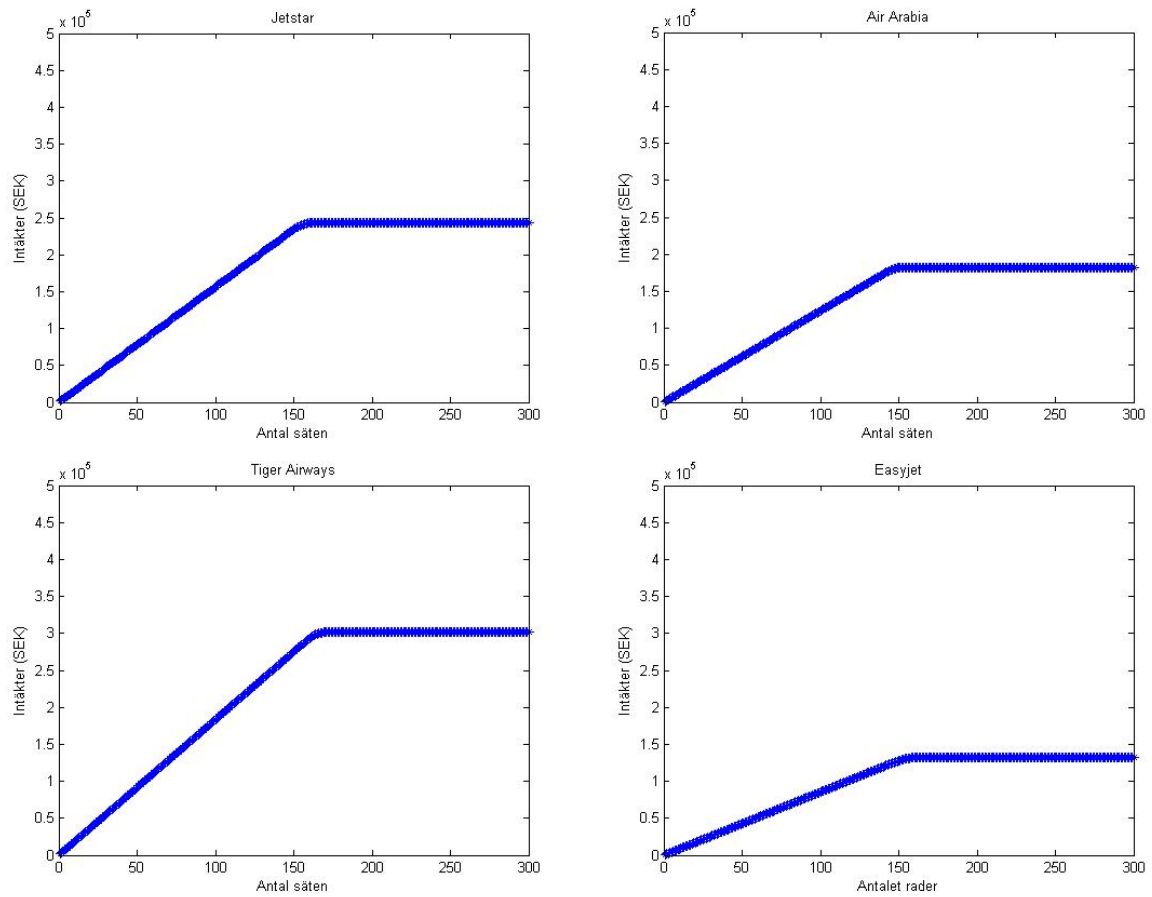 Jetstar
x 10^5
5
4.5
4
3.5
3
2.5
2
1.5
1
0.5
0
Intäkter (SEK)
0 50 100 150 200 250 300
Antal säten
Air Arabia
x 10^5
5
4.5
4
3.5
3
2.5
2
1.5
1
0.5
0
Intäkter (SEK)
0 50 100 150 200 250 300
Antal säten
Tiger Airways
x 10^5
5
4.5
4
3.5
3
2.5
2
1.5
1
0.5
0
Intäkter (SEK)
0 50 100 150 200 250 300
Antal säten
Easyjet
x 10^5
5
4.5
4
3.5
3
2.5
2
1.5
1
0.5
0
Intäkter (SEK)
0 50 100 150 200 250 300
Antalet rader